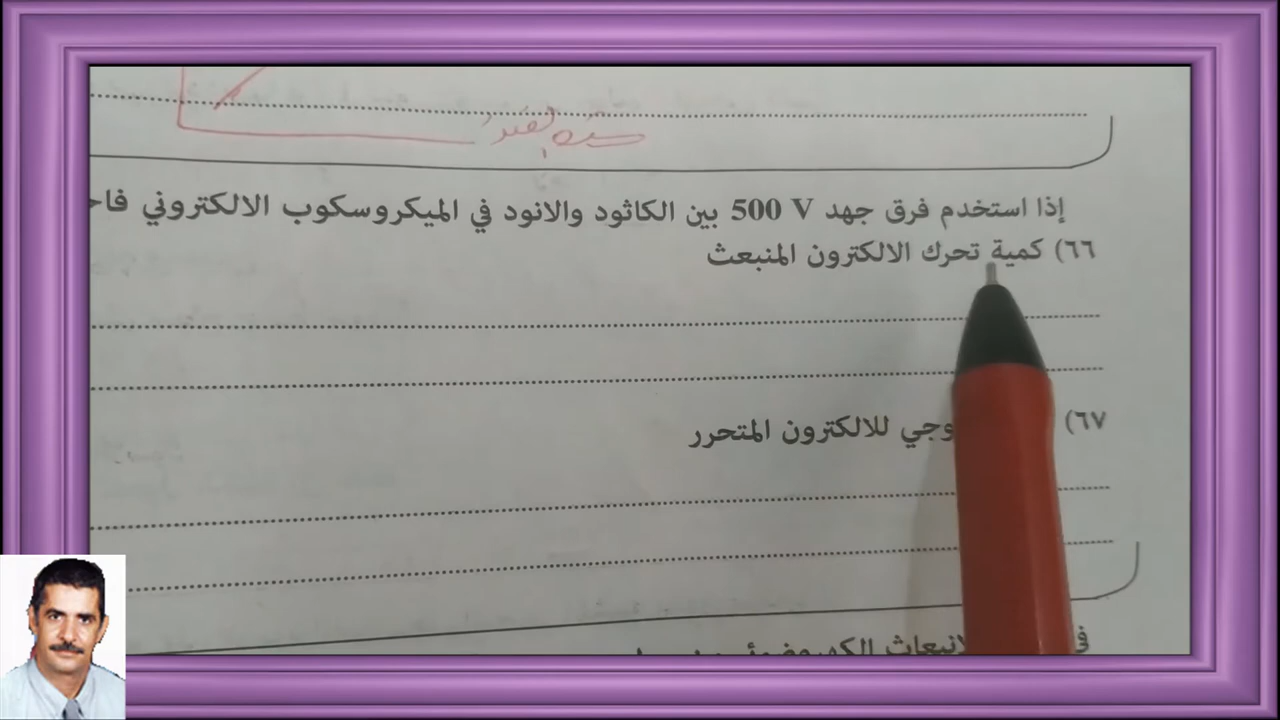 إذا استخدم فرق جهد 500 V بين الكاثود والانود في الميكروسكوب الالكتروني
٦٦) كمية تحرك الالكترون المنبعث
٦٧) وجي للالكترون المتحرر